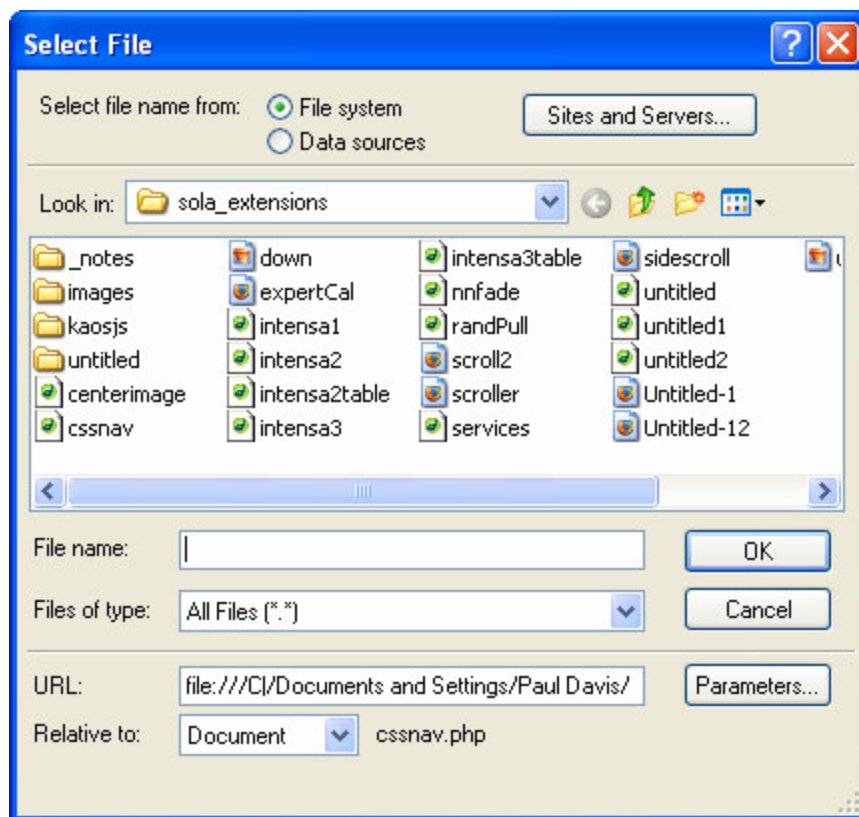 Select File
Select file name from:
File system
Sites and Servers...
Data sources
Look in:
sola_extensions
_notes
down
intensa3table
sidescroll
images
expertCal
nnfade
untitled
kaosjs
intensa1
randPull
untitled1
untitled
intensa2
scroll2
untitled2
centerimage
intensa2table
scroller
Untitled-1
cssnav
intensa3
services
Untitled-12
File name:
OK
Files of type:
All Files (*.*)
Cancel
URL:
file:///C|/Documents and Settings/Paul Davis/
Parameters...
Relative to:
Document
cssnav.php